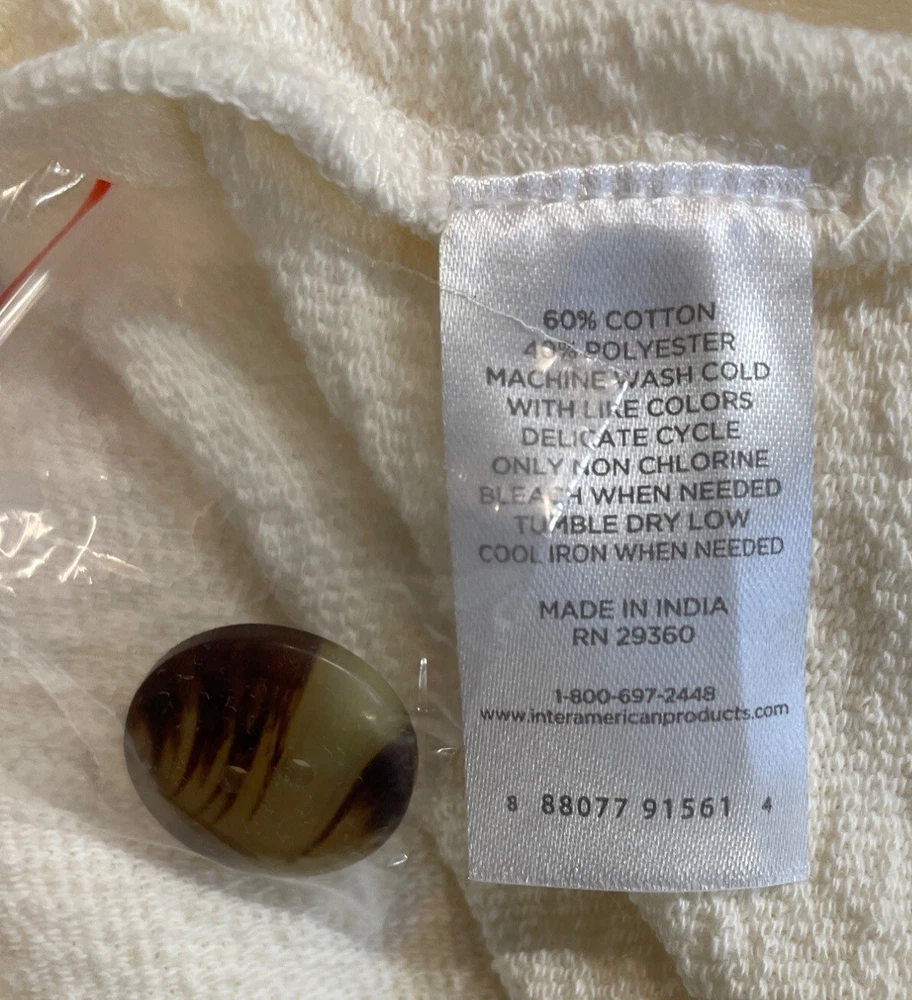 60% COTTON
40% POLYESTER
MACHINE WASH COLD
WITH LIKE COLORS
DELICATE CYCLE
ONLY NON CHLORINE
BLEACH WHEN NEEDED
TUMBLE DRY LOW
COOL IRON WHEN NEEDED
MADE IN INDIA
RN 29360
1-800-697-2448
www.interamericanproducts.com
8 88077 91561 4